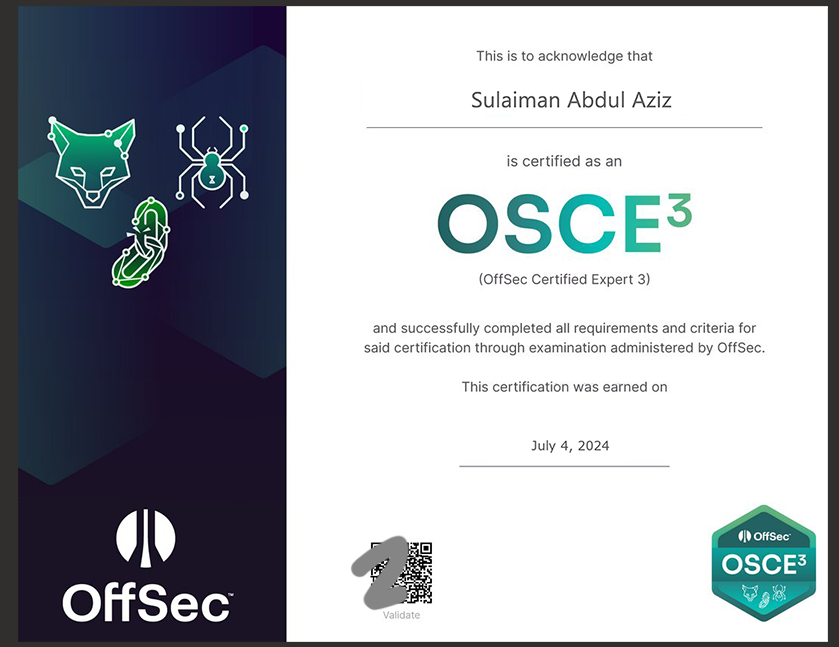 This is to acknowledge that
Sulaiman Abdul Aziz
is certified as an
OSCE³
(OffSec Certified Expert 3)
and successfully completed all requirements and criteria for
said certification through examination administered by OffSec.
This certification was earned on
July 4, 2024
OffSec™
Validate
OffSec
OSCE³